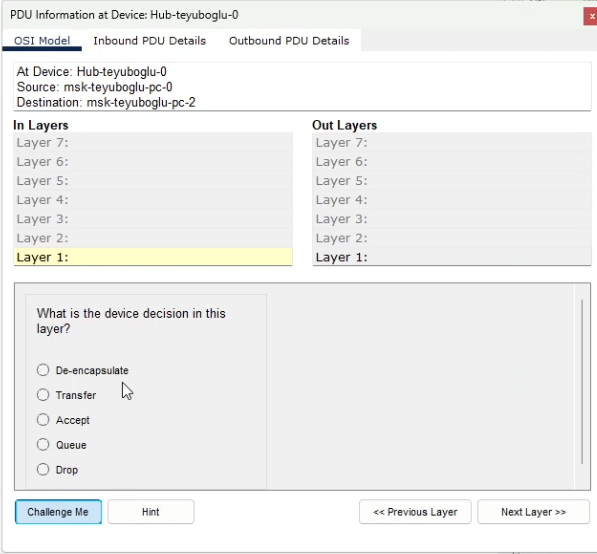 PDU Information at Device: Hub-teyuboglu-0
x
OSI Model Inbound PDU Details Outbound PDU Details
At Device: Hub-teyuboglu-0
Source: msk-teyuboglu-pc-0
Destination: msk-teyuboglu-pc-2
In Layers Out Layers
Layer 7: Layer 7:
Layer 6: Layer 6:
Layer 5: Layer 5:
Layer 4: Layer 4:
Layer 3: Layer 3:
Layer 2: Layer 2:
Layer 1: Layer 1:
What is the device decision in this
layer?
De-encapsulate
Transfer
Accept
Queue
Drop
Challenge Me Hint << Previous Layer Next Layer >>